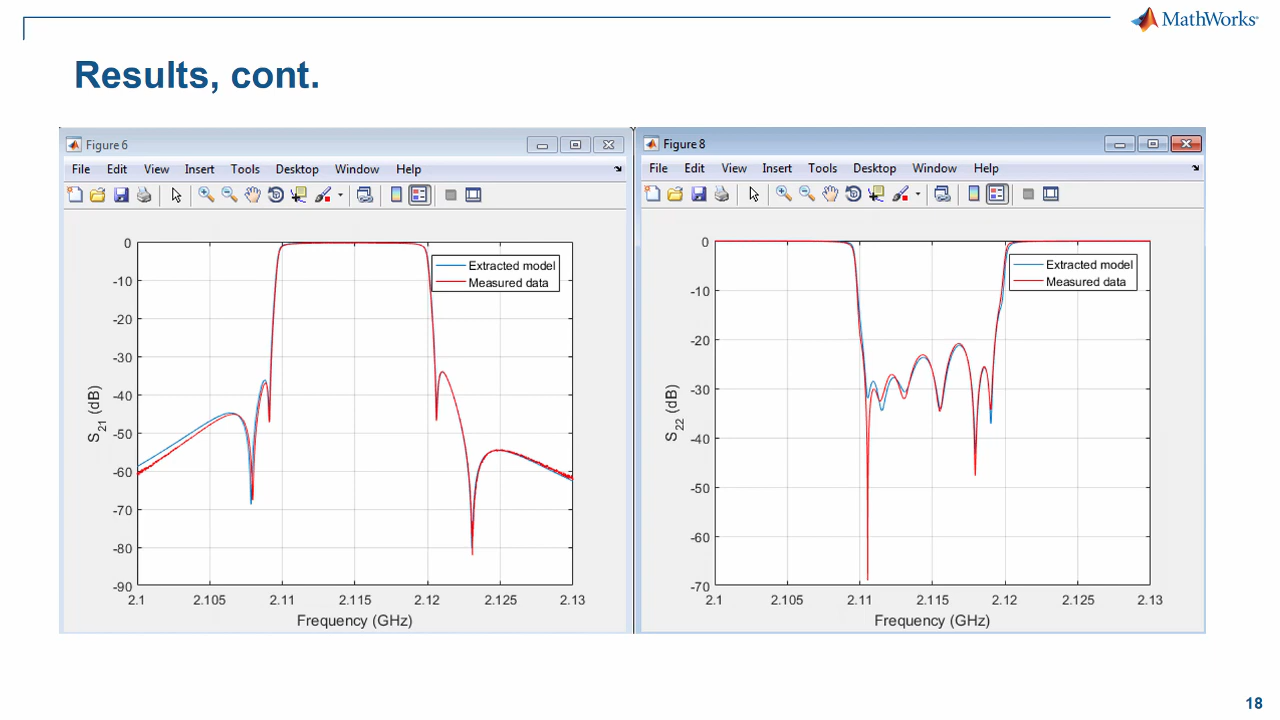 MathWorks®
Results, cont.
Figure 6
File Edit View Insert Tools Desktop Window Help
0
-10
-20
-30
-40
-50
-60
-70
-80
-90
S21 (dB)
Extracted model
Measured data
2.1 2.105 2.11 2.115 2.12 2.125 2.13
Frequency (GHz)
Figure 8
File Edit View Insert Tools Desktop Window Help
0
-10
-20
-30
-40
-50
-60
-70
S22 (dB)
Extracted model
Measured data
2.1 2.105 2.11 2.115 2.12 2.125 2.13
Frequency (GHz)
18